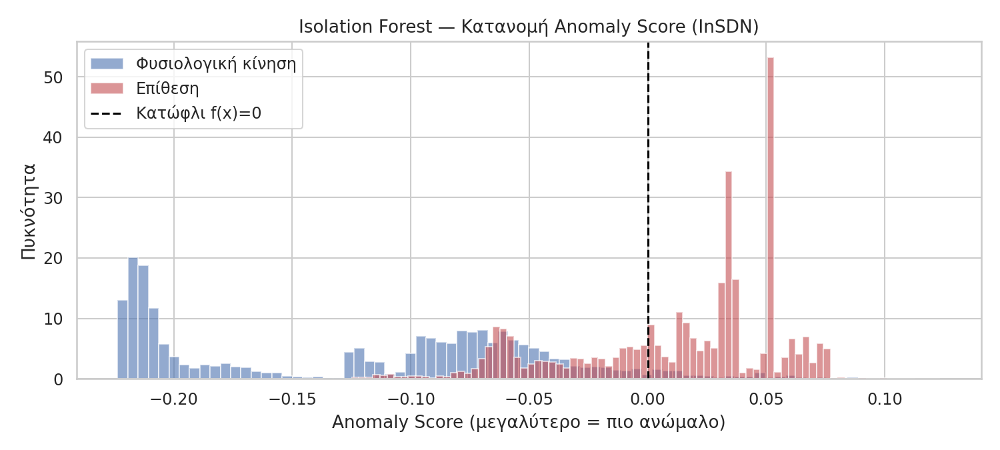 Isolation Forest — Κατανομή Anomaly Score (InSDN)
Φυσιολογική κίνηση
Επίθεση
Κατώφλι f(x)=0
Πυκνότητα
50
40
30
20
10
0
−0.20 −0.15 −0.10 −0.05 0.00 0.05 0.10
Anomaly Score (μεγαλύτερο = πιο ανώμαλο)